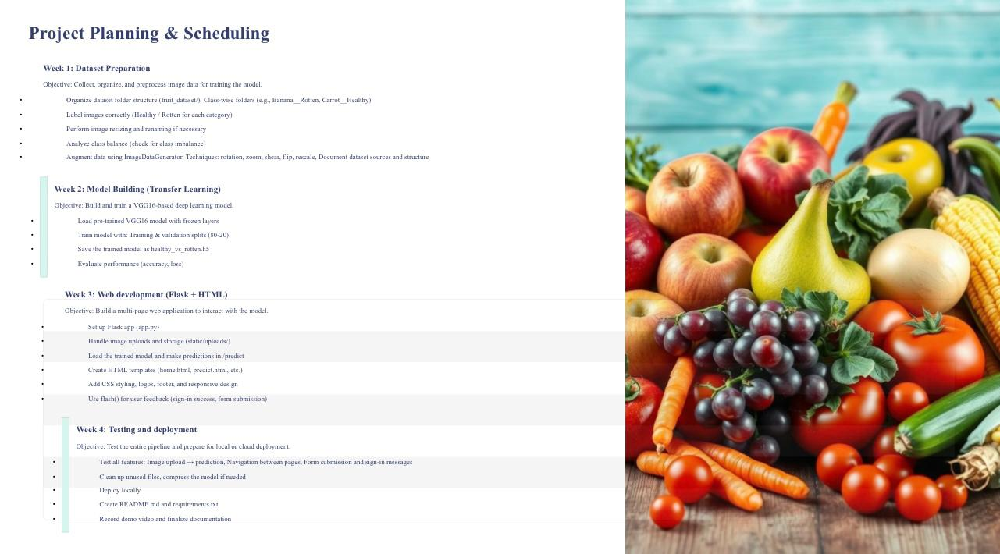 Project Planning & Scheduling
Week 1: Dataset Preparation
Objective: Collect, organize, and preprocess image data for training the model.
• Organize dataset folder structure (fruit_dataset/), Class-wise folders (e.g., Banana__Rotten, Carrot__Healthy)
• Label images correctly (Healthy / Rotten for each category)
• Perform image resizing and renaming if necessary
• Analyze class balance (check for class imbalance)
• Augment data using ImageDataGenerator, Techniques: rotation, zoom, shear, flip, rescale, Document dataset sources and structure
Week 2: Model Building (Transfer Learning)
Objective: Build and train a VGG16-based deep learning model.
• Load pre-trained VGG16 model with frozen layers
• Train model with: Training & validation splits (80-20)
• Save the trained model as healthy_vs_rotten.h5
• Evaluate performance (accuracy, loss)
Week 3: Web development (Flask + HTML)
Objective: Build a multi-page web application to interact with the model.
• Set up Flask app (app.py)
• Handle image uploads and storage (static/uploads/)
• Load the trained model and make predictions in /predict
• Create HTML templates (home.html, predict.html, etc.)
• Add CSS styling, logos, footer, and responsive design
• Use flash() for user feedback (sign-in success, form submission)
Week 4: Testing and deployment
Objective: Test the entire pipeline and prepare for local or cloud deployment.
• Test all features: Image upload → prediction, Navigation between pages, Form submission and sign-in messages
• Clean up unused files, compress the model if needed
• Deploy locally
• Create README.md and requirements.txt
• Record demo video and finalize documentation